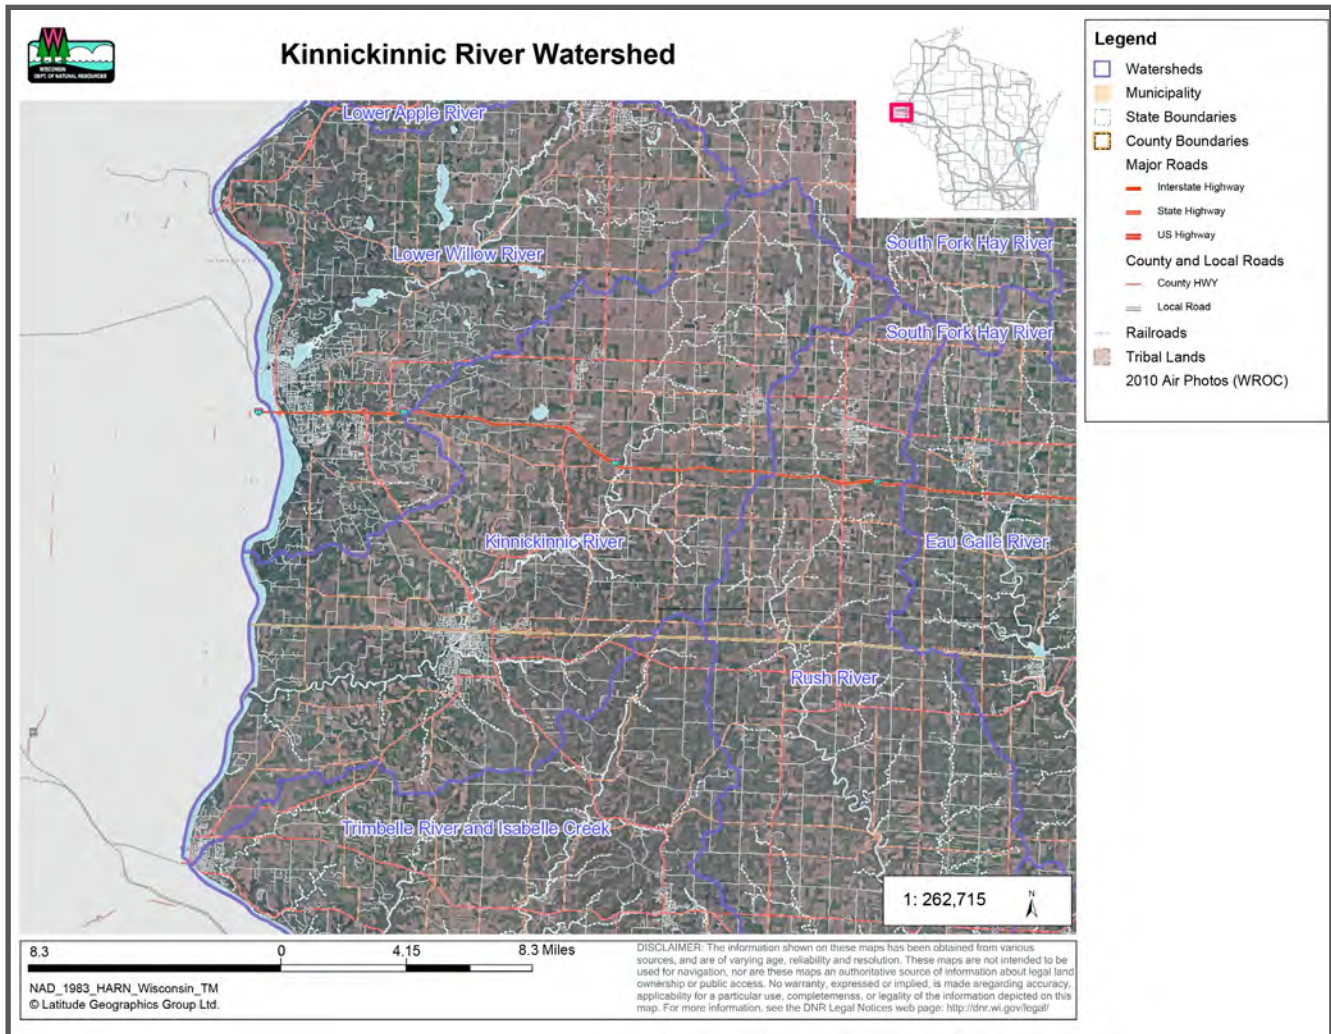 WISCONSIN
DEPT. OF NATURAL RESOURCES
Kinnickinnic River Watershed
Legend
Watersheds
Municipality
State Boundaries
County Boundaries
Major Roads
Interstate Highway
State Highway
US Highway
County and Local Roads
County HWY
Local Road
Railroads
Tribal Lands
2010 Air Photos (WROC)
Lower Apple River
Lower Willow River
South Fork Hay River
South Fork Hay River
Kinnickinnic River
Eau Galle River
Rush River
Trimbelle River and Isabelle Creek
1: 262,715
N
8.3 0 4.15 8.3 Miles
NAD_1983_HARN_Wisconsin_TM
© Latitude Geographics Group Ltd.
DISCLAIMER: The information shown on these maps has been obtained from various
sources, and are of varying age, reliability and resolution. These maps are not intended to be
used for navigation, nor are these maps an authoritative source of information about legal land
ownership or public access. No warranty, expressed or implied, is made aregarding accuracy,
applicability for a particular use, completemenss, or legality of the information depicted on this
map. For more information, see the DNR Legal Notices web page: http://dnr.wi.gov/legal/